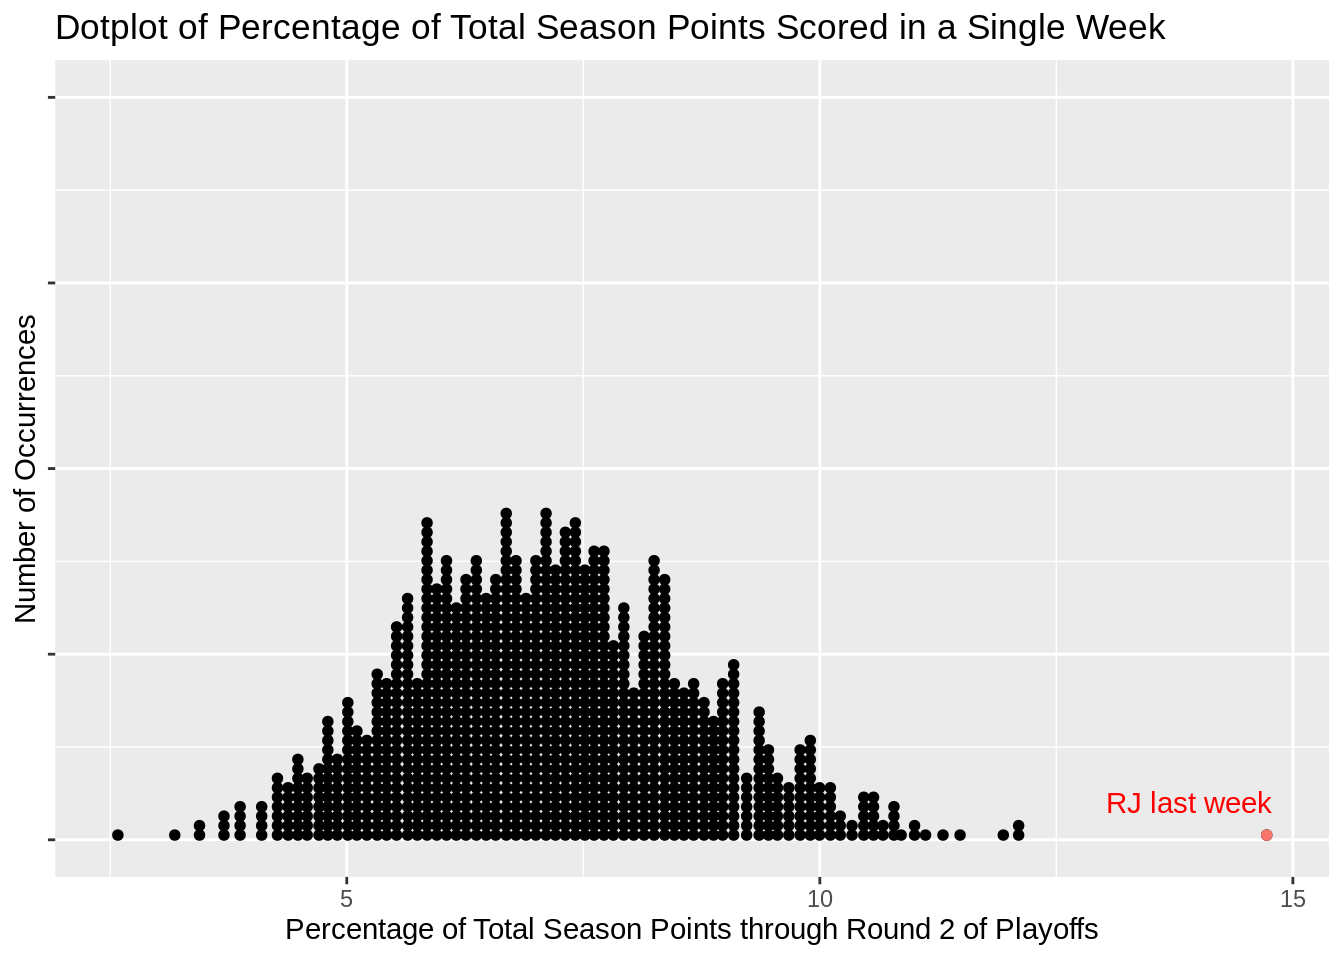 Dotplot of Percentage of Total Season Points Scored in a Single Week
Number of Occurrences
RJ last week
5
10
15
Percentage of Total Season Points through Round 2 of Playoffs